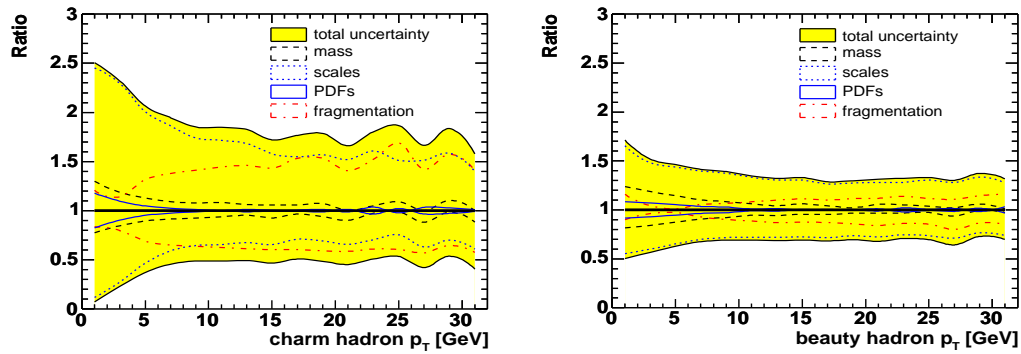 Ratio
3
2.5
2
1.5
1
0.5
0
total uncertainty
mass
scales
PDFs
fragmentation
0 5 10 15 20 25 30
charm hadron p_T [GeV]
Ratio
3
2.5
2
1.5
1
0.5
0
total uncertainty
mass
scales
PDFs
fragmentation
0 5 10 15 20 25 30
beauty hadron p_T [GeV]